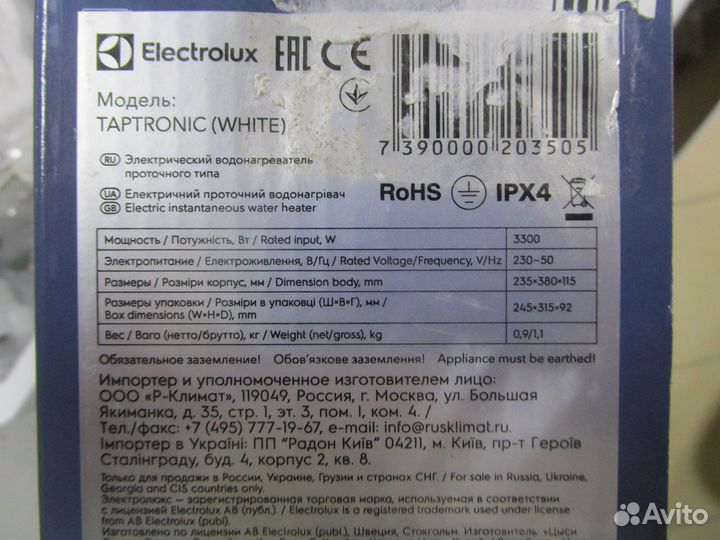 Electrolux EAC CE
Модель:
TAPTRONIC (WHITE)
7 390000 203505
RU Электрический водонагреватель
проточного типа
UA Електричний проточний водонагрівач
GB Electric instantaneous water heater
RoHS IPX4
Мощность / Потужність, Вт / Rated input, W 3300
Электропитание / Електроживлення, В/Гц / Rated Voltage/Frequency, V/Hz 230~50
Размеры / Розміри корпус, мм / Dimension body, mm 235×380×115
Размеры упаковки / Розміри в упаковці (Ш×В×Г), мм /
Box dimensions (W×H×D), mm 245×315×92
Вес / Вага (нетто/брутто), кг / Weight (net/gross), kg 0,9/1,1
Обязательное заземление! Обов'язкове заземлення! Appliance must be earthed!
Импортер и уполномоченное изготовителем лицо:
ООО «Р-Климат», 119049, Россия, г. Москва, ул. Большая
Якиманка, д. 35, стр. 1, эт. 3, пом. I, ком. 4. /
Тел./Факс: +7 (495) 777-19-67, e-mail: info@rusklimat.ru
Імпортер в Україні: ПП "Радон Київ" 04211, м. Київ, пр-т Героїв
Сталінграду, буд. 4, корпус 2, кв. 8.
Только для продажи в России, Украине, Грузии и странах СНГ. / For sale in Russia, Ukraine,
Georgia and CIS countries only.
Электролюкс – зарегистрированная торговая марка, используемая в соответствии
с лицензией AB Electrolux (публ.). / Electrolux is a registered trademark used under license
from AB Electrolux (publ).
Изготовлено по лицензии AB Electrolux (publ.), Швеция, Стокгольм. Изготовитель: «Цыси
Avito